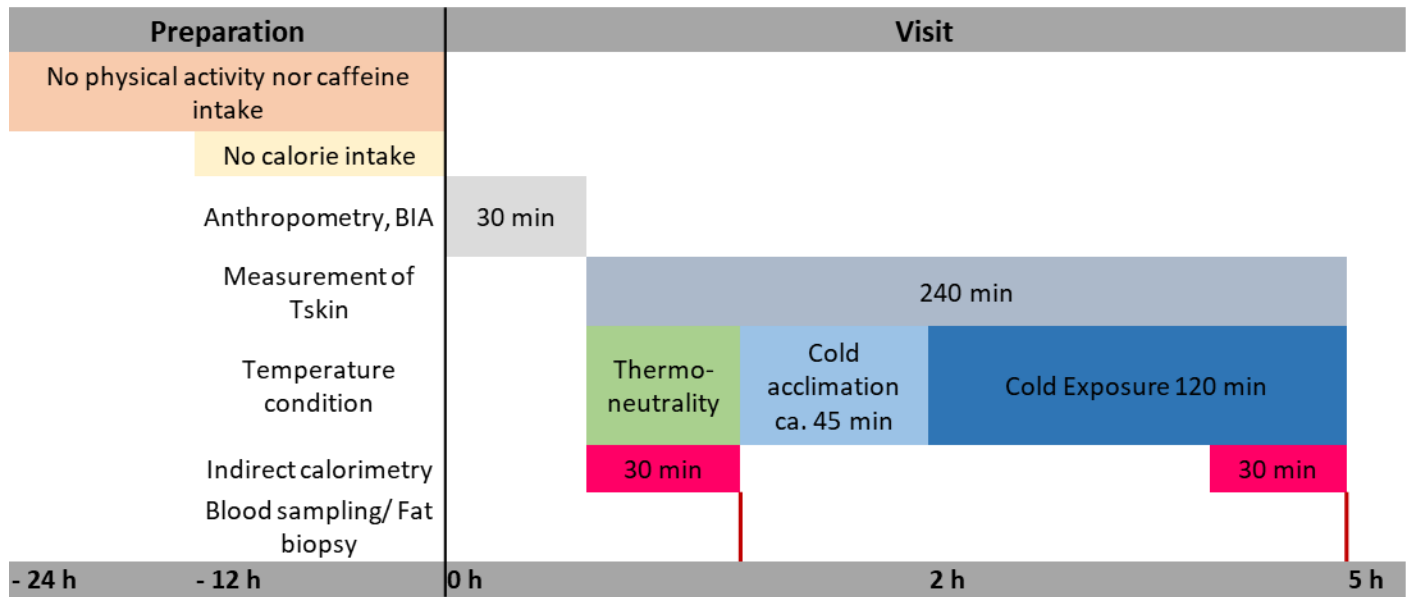 Preparation
Visit
No physical activity nor caffeine
intake
No calorie intake
Anthropometry, BIA
30 min
Measurement of
Tskin
240 min
Temperature
condition
Thermo-
neutrality
Cold
acclimation
ca. 45 min
Cold Exposure 120 min
Indirect calorimetry
30 min
30 min
Blood sampling/ Fat
biopsy
- 24 h
- 12 h
0 h
2 h
5 h